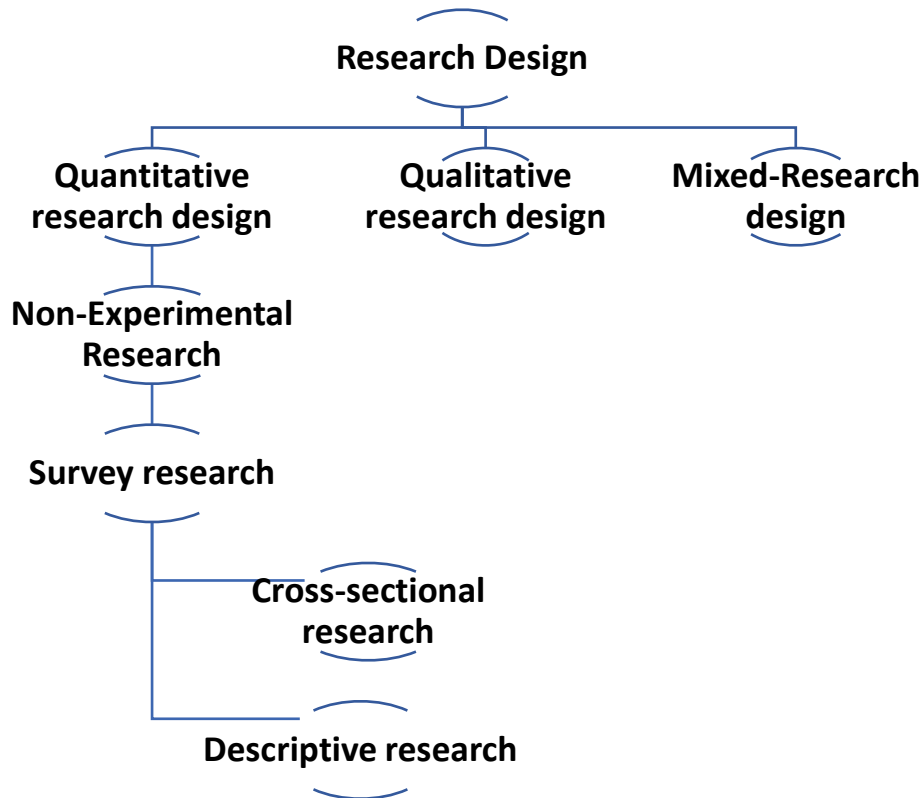 Research Design
Quantitative
research design
Qualitative
research design
Mixed-Research
design
Non-Experimental
Research
Survey research
Cross-sectional
research
Descriptive research